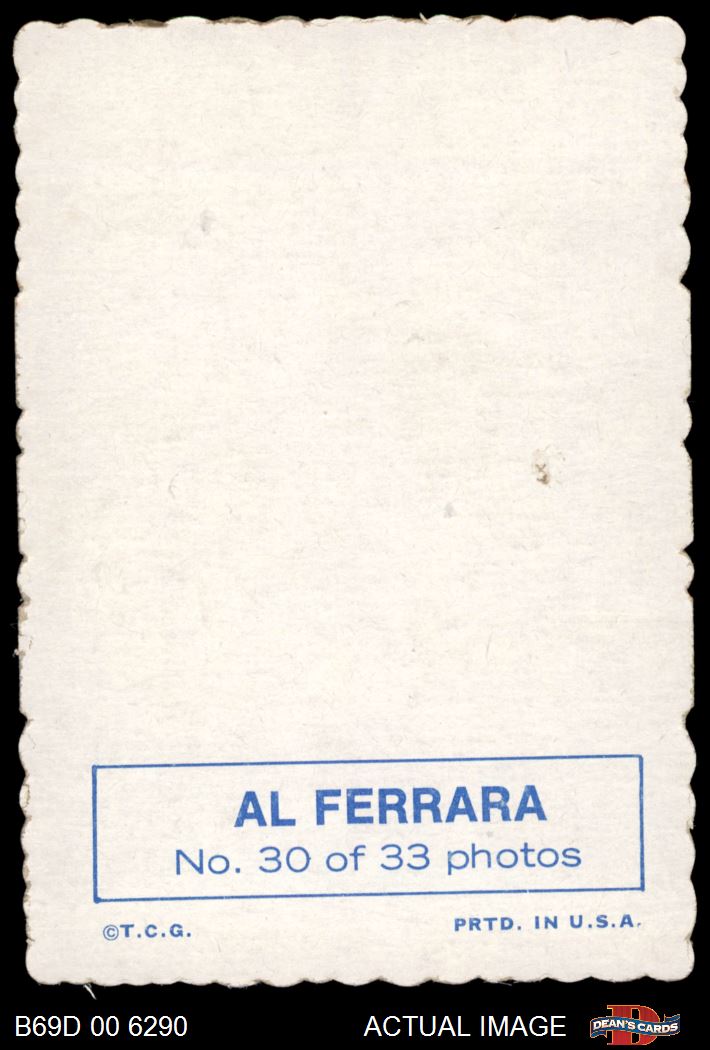 AL FERRARA
No. 30 of 33 photos
©T.C.G.
PRTD. IN U.S.A.
B69D 00 6290
ACTUAL IMAGE
D
DEAN'S CARDS